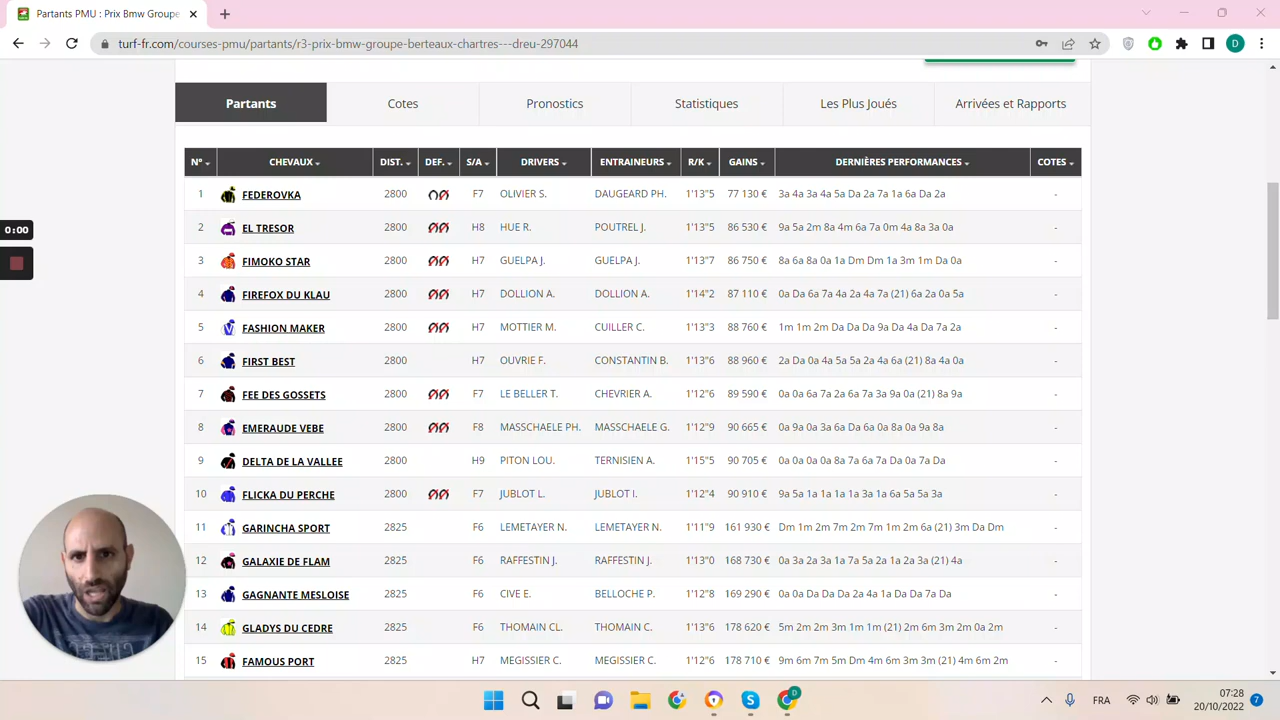 Partants PMU : Prix Bmw Groupe
turf-fr.com/courses-pmu/partants/r3-prix-bmw-groupe-berteaux-chartres---dreu-297044
D
Partants Cotes Pronostics Statistiques Les Plus Joués Arrivées et Rapports
N° CHEVAUX DIST. DEF. S/A DRIVERS ENTRAINEURS R/K GAINS DERNIÈRES PERFORMANCES COTES
1 FEDEROVKA 2800 F7 OLIVIER S. DAUGEARD PH. 1'13"5 77 130 € 3a 4a 3a 4a 5a Da 2a 7a 1a 6a Da 2a -
0:00
2 EL TRESOR 2800 H8 HUE R. POUTREL J. 1'13"5 86 530 € 9a 5a 2m 8a 4m 6a 7a 0m 4a 8a 3a 0a -
3 FIMOKO STAR 2800 H7 GUELPA J. GUELPA J. 1'13"7 86 750 € 8a 6a 8a 0a 1a Dm Dm 1a 3m 1m Da 0a -
4 FIREFOX DU KLAU 2800 H7 DOLLION A. DOLLION A. 1'14"2 87 110 € 0a Da 6a 7a 4a 2a 4a 7a (21) 6a 2a 0a 5a -
5 FASHION MAKER 2800 H7 MOTTIER M. CUILLER C. 1'13"3 88 760 € 1m 1m 2m Da Da Da 9a Da 4a Da 7a 2a -
6 FIRST BEST 2800 H7 OUVRIE F. CONSTANTIN B. 1'13"6 88 960 € 2a Da 0a 4a 5a 5a 2a 4a 6a (21) 8a 4a 0a -
7 FEE DES GOSSETS 2800 F7 LE BELLER T. CHEVRIER A. 1'12"6 89 590 € 0a 0a 6a 7a 2a 6a 7a 3a 9a 0a (21) 8a 9a -
8 EMERAUDE VEBE 2800 F8 MASSCHAELE PH. MASSCHAELE G. 1'12"9 90 665 € 0a 9a 0a 3a 6a Da 6a 0a 8a 0a 9a 8a -
9 DELTA DE LA VALLEE 2800 H9 PITON LOU. TERNISIEN A. 1'15"5 90 705 € 0a 0a 0a 0a 8a 7a 6a 7a Da 0a 7a Da -
10 FLICKA DU PERCHE 2800 F7 JUBLOT L. JUBLOT I. 1'12"4 90 910 € 9a 5a 1a 1a 1a 1a 3a 1a 6a 5a 5a 3a -
11 GARINCHA SPORT 2825 F6 LEMETAYER N. LEMETAYER N. 1'11"9 161 930 € Dm 1m 2m 7m 2m 7m 1m 2m 6a (21) 3m Da Dm -
12 GALAXIE DE FLAM 2825 F6 RAFFESTIN J. RAFFESTIN J. 1'13"0 168 730 € 0a 3a 2a 3a 1a 7a 5a 2a 1a 2a 3a (21) 4a -
13 GAGNANTE MESLOISE 2825 F6 CIVE E. BELLOCHE P. 1'12"8 169 290 € 0a 0a Da Da Da 2a 4a 1a Da Da 7a Da -
14 GLADYS DU CEDRE 2825 F6 THOMAIN CL. THOMAIN C. 1'13"6 178 620 € 5m 2m 2m 3m 1m 1m (21) 2m 6m 3m 2m 0a 2m -
15 FAMOUS PORT 2825 H7 MEGISSIER C. MEGISSIER C. 1'12"6 178 710 € 9m 6m 7m 5m Dm 4m 6m 3m 3m (21) 4m 6m 2m -
D
FRA
07:28
20/10/2022
7